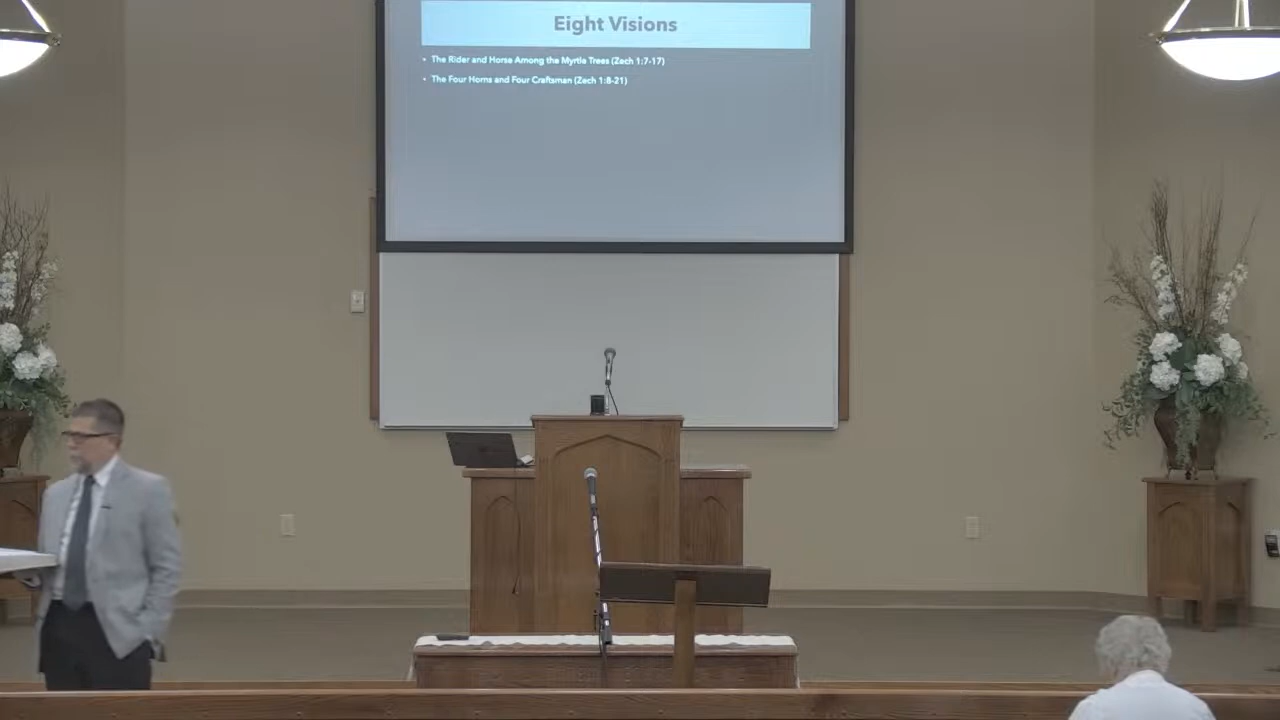 Eight Visions
• The Rider and Horse Among the Myrtle Trees (Zech 1:7-17)
• The Four Horns and Four Craftsman (Zech 1:8-21)